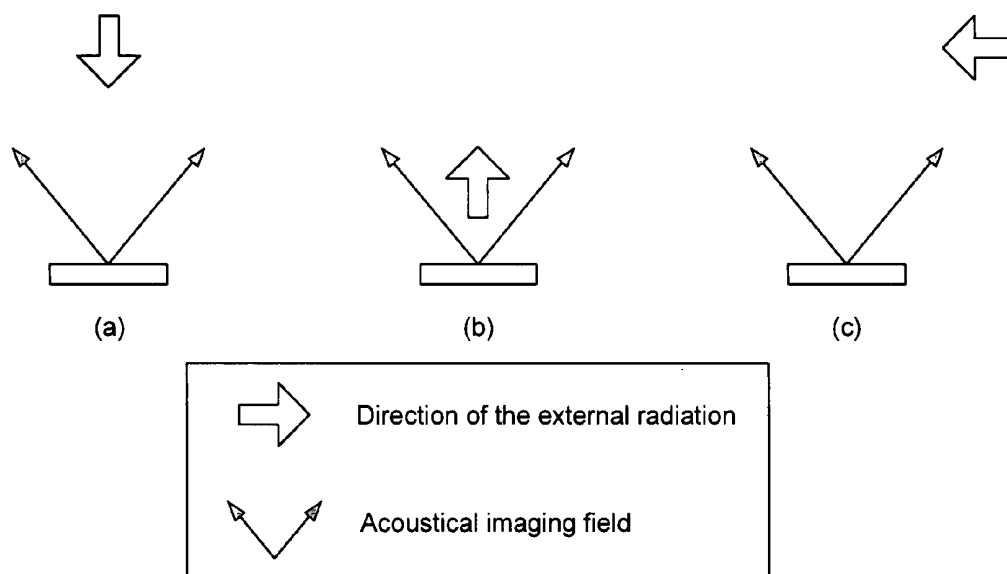 (a)
(b)
(c)
Direction of the external radiation
Acoustical imaging field